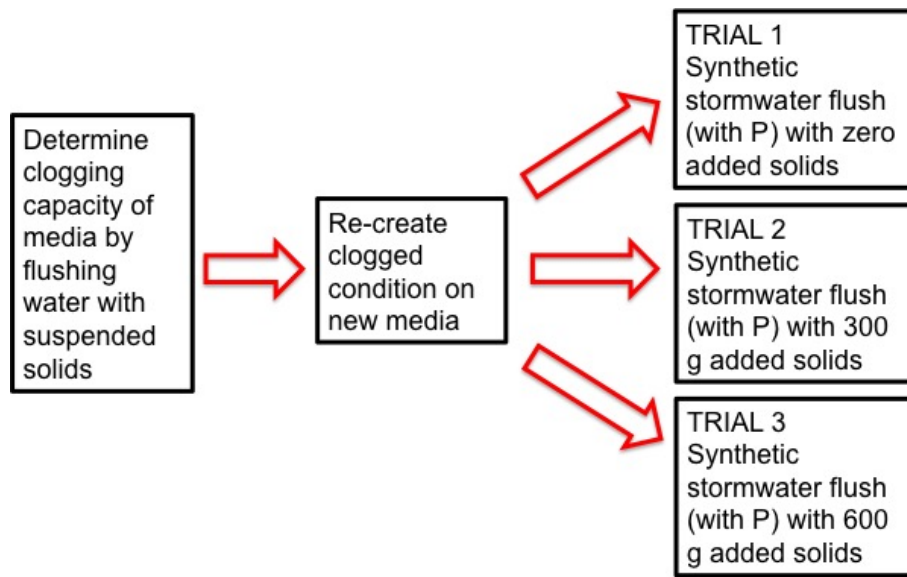 Determine
clogging
capacity of
media by
flushing
water with
suspended
solids
Re-create
clogged
condition on
new media
TRIAL 1
Synthetic
stormwater flush
(with P) with zero
added solids
TRIAL 2
Synthetic
stormwater flush
(with P) with 300
g added solids
TRIAL 3
Synthetic
stormwater flush
(with P) with 600
g added solids